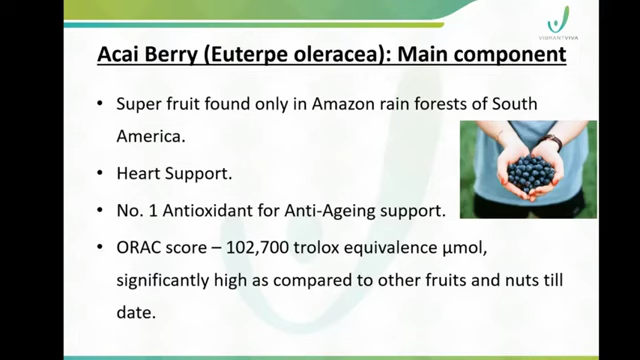 VIBRANTVIVA
Acai Berry (Euterpe oleracea): Main component
• Super fruit found only in Amazon rain forests of South
America.
• Heart Support.
• No. 1 Antioxidant for Anti-Ageing support.
• ORAC score – 102,700 trolox equivalence µmol,
significantly high as compared to other fruits and nuts till
date.